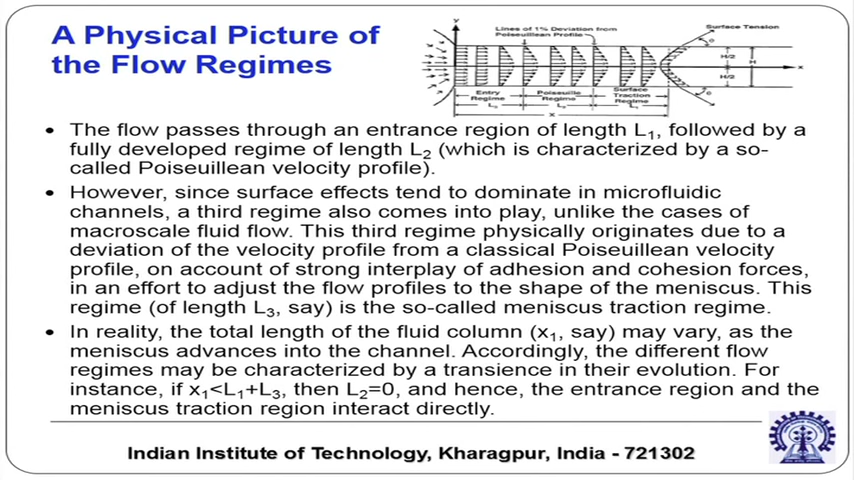 A Physical Picture of
the Flow Regimes
y
Lines of 1% Deviation from
Poiseuillean Profile
Surface Tension
θ
H/2
H
x
H/2
θ
Entry
Regime
L₁
Poiseuille
Regime
L₂
Surface
Traction
Regime
L₃
x
• The flow passes through an entrance region of length L₁, followed by a
fully developed regime of length L₂ (which is characterized by a so-
called Poiseuillean velocity profile).
• However, since surface effects tend to dominate in microfluidic
channels, a third regime also comes into play, unlike the cases of
macroscale fluid flow. This third regime physically originates due to a
deviation of the velocity profile from a classical Poiseuillean velocity
profile, on account of strong interplay of adhesion and cohesion forces,
in an effort to adjust the flow profiles to the shape of the meniscus. This
regime (of length L₃, say) is the so-called meniscus traction regime.
• In reality, the total length of the fluid column (x₁, say) may vary, as the
meniscus advances into the channel. Accordingly, the different flow
regimes may be characterized by a transience in their evolution. For
instance, if x₁<L₁+L₃, then L₂=0, and hence, the entrance region and the
meniscus traction region interact directly.
Indian Institute of Technology, Kharagpur, India - 721302